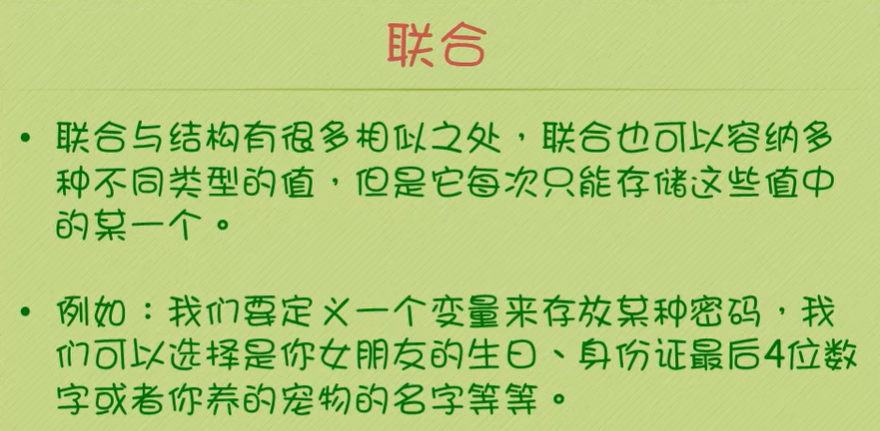 联合
• 联合与结构有很多相似之处，联合也可以容纳多
种不同类型的值，但是它每次只能存储这些值中
的某一个。
• 例如：我们要定义一个变量来存放某种密码，我
们可以选择是你女朋友的生日、身份证最后4位数
字或者你养的宠物的名字等等。